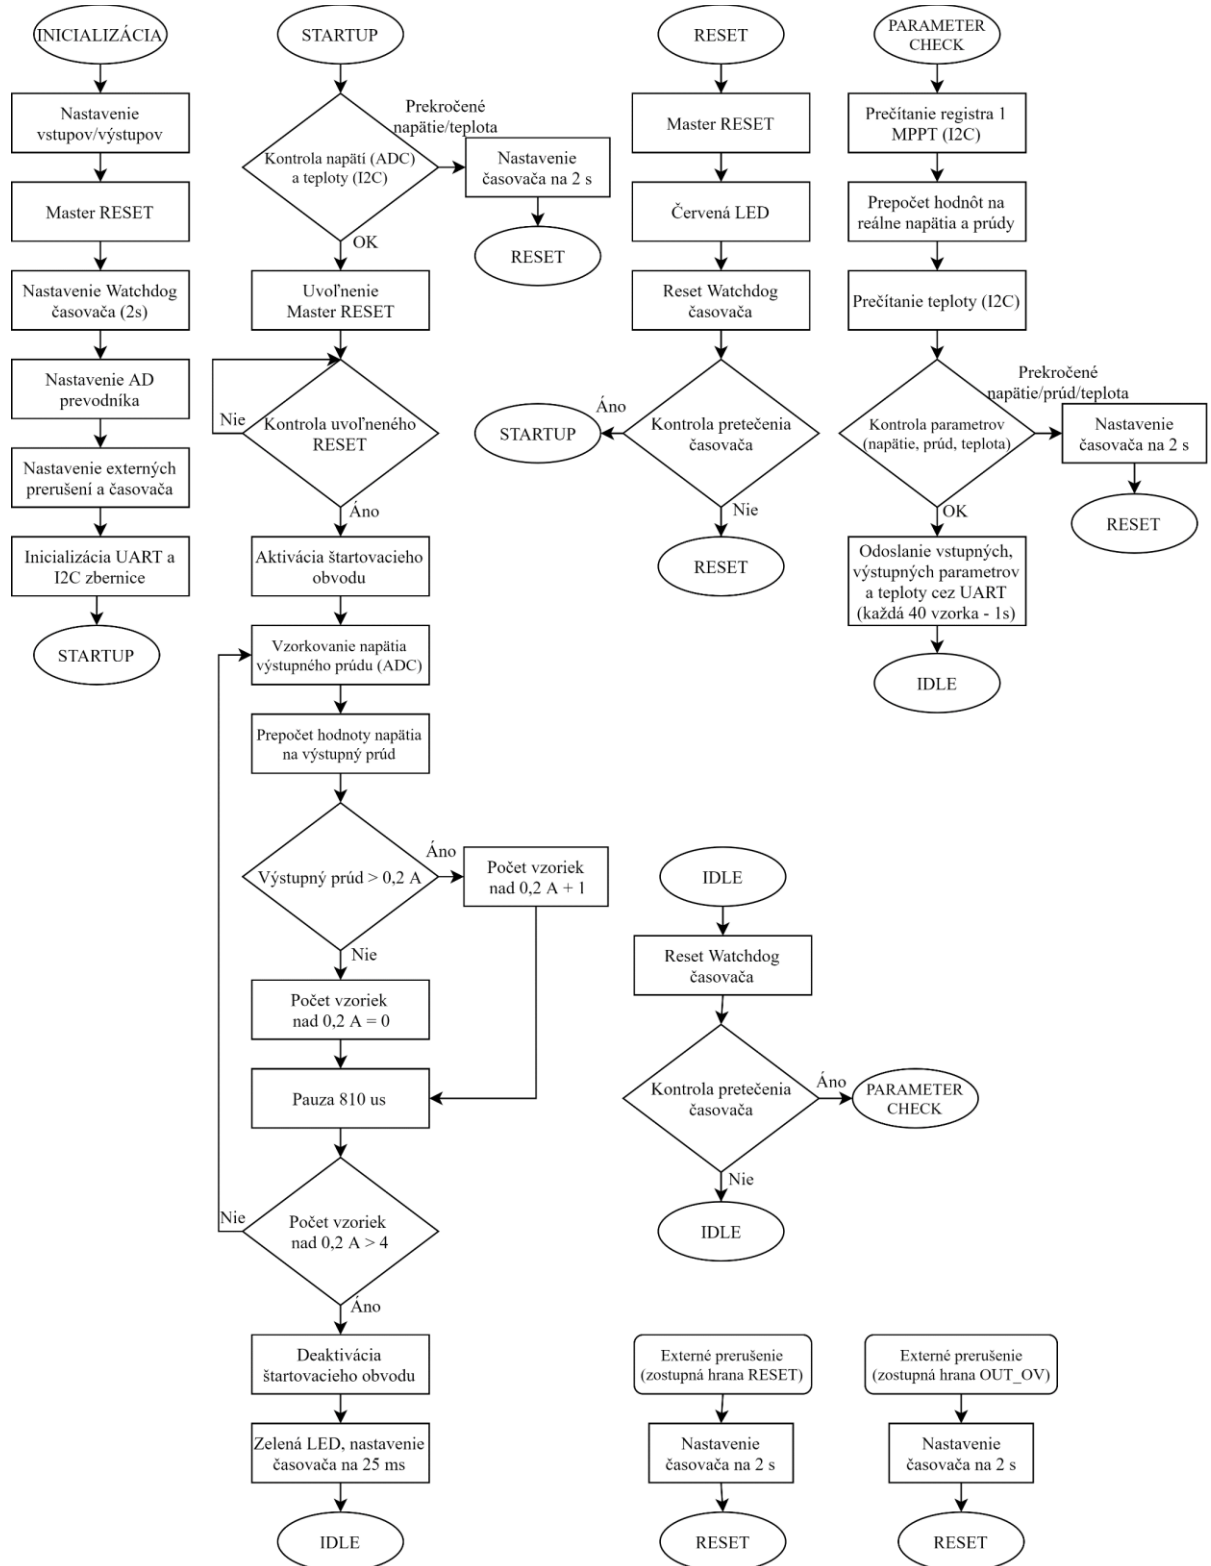 INICIALIZÁCIA
Nastavenie
vstupov/výstupov
Master RESET
Nastavenie Watchdog
časovača (2s)
Nastavenie AD
prevodníka
Nastavenie externých
prerušení a časovača
Inicializácia UART a
I2C zbernice
STARTUP
STARTUP
Kontrola napätí (ADC)
a teploty (I2C)
Prekročené
napätie/teplota
Nastavenie
časovača na 2 s
RESET
OK
Uvoľnenie
Master RESET
Kontrola uvoľneného
RESET
Nie
Áno
Aktivácia štartovacieho
obvodu
Vzorkovanie napätia
výstupného prúdu (ADC)
Prepočet hodnoty napätia
na výstupný prúd
Výstupný prúd > 0,2 A
Áno
Počet vzoriek
nad 0,2 A + 1
Nie
Počet vzoriek
nad 0,2 A = 0
Pauza 810 us
Počet vzoriek
nad 0,2 A > 4
Nie
Áno
Deaktivácia
štartovacieho obvodu
Zelená LED, nastavenie
časovača na 25 ms
IDLE
RESET
Master RESET
Červená LED
Reset Watchdog
časovača
Kontrola pretečenia
časovača
Áno
STARTUP
Nie
RESET
PARAMETER
CHECK
Prečítanie registra 1
MPPT (I2C)
Prepočet hodnôt na
reálne napätia a prúdy
Prečítanie teploty (I2C)
Kontrola parametrov
(napätie, prúd, teplota)
Prekročené
napätie/prúd/teplota
Nastavenie
časovača na 2 s
RESET
OK
Odoslanie vstupných,
výstupných parametrov
a teploty cez UART
(každá 40 vzorka - 1s)
IDLE
IDLE
Reset Watchdog
časovača
Kontrola pretečenia
časovača
Áno
PARAMETER
CHECK
Nie
IDLE
Externé prerušenie
(zostupná hrana RESET)
Nastavenie
časovača na 2 s
RESET
Externé prerušenie
(zostupná hrana OUT_OV)
Nastavenie
časovača na 2 s
RESET